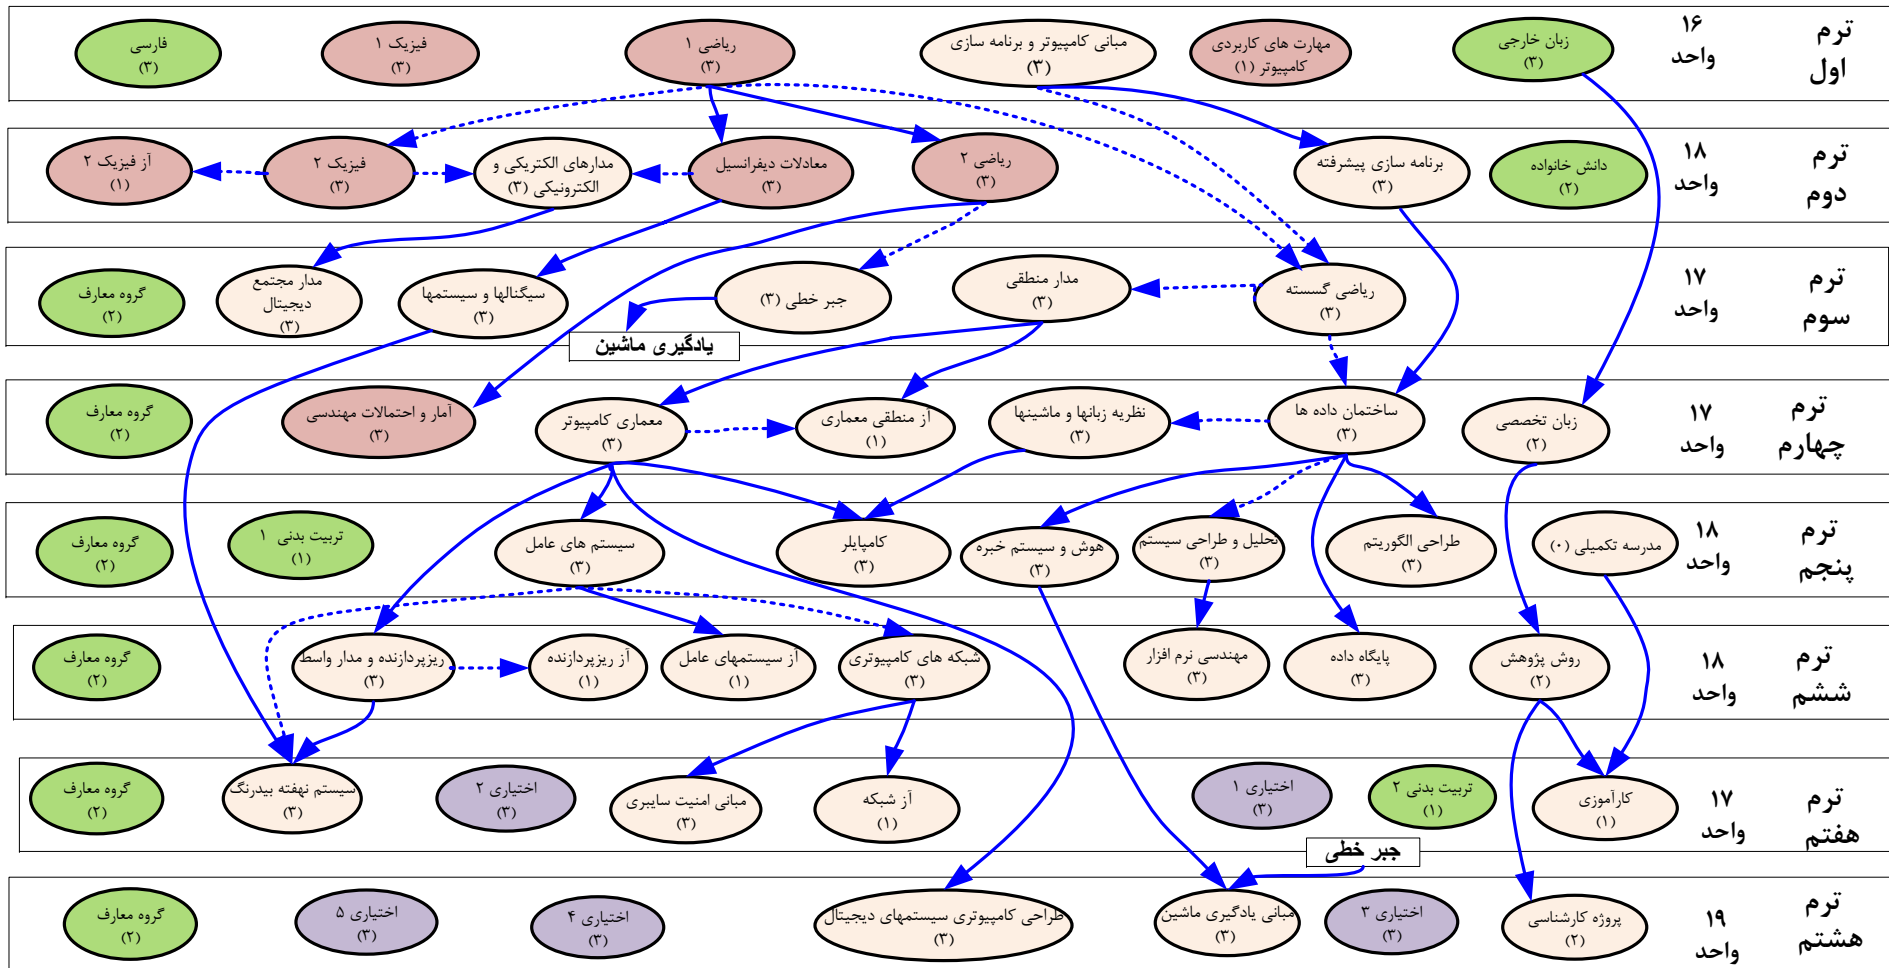 ترم
اول
۱۶
واحد
زبان خارجی
(۳)
مهارت های کاربردی
کامپیوتر (۱)
مبانی کامپیوتر و برنامه سازی
(۳)
ریاضی ۱
(۳)
فیزیک ۱
(۳)
فارسی
(۳)
ترم
دوم
۱۸
واحد
دانش خانواده
(۲)
برنامه سازی پیشرفته
(۳)
ریاضی ۲
(۳)
معادلات دیفرانسیل
(۳)
مدارهای الکتریکی و
الکترونیکی (۳)
فیزیک ۲
(۳)
آز فیزیک ۲
(۱)
ترم
سوم
۱۷
واحد
ریاضی گسسته
(۳)
مدار منطقی
(۳)
جبر خطی (۳)
سیگنالها و سیستمها
(۳)
مدار مجتمع
دیجیتال
(۳)
گروه معارف
(۲)
یادگیری ماشین
ترم
چهارم
۱۷
واحد
زبان تخصصی
(۲)
ساختمان داده ها
(۳)
نظریه زبانها و ماشینها
(۳)
آز منطقی معماری
(۱)
معماری کامپیوتر
(۳)
آمار و احتمالات مهندسی
(۳)
گروه معارف
(۲)
ترم
پنجم
۱۸
واحد
مدرسه تکمیلی (۰)
طراحی الگوریتم
(۳)
تحلیل و طراحی سیستم
(۳)
هوش و سیستم خبره
(۳)
کامپایلر
(۳)
سیستم های عامل
(۳)
تربیت بدنی ۱
(۱)
گروه معارف
(۲)
ترم
ششم
۱۸
واحد
روش پژوهش
(۲)
پایگاه داده
(۳)
مهندسی نرم افزار
(۳)
شبکه های کامپیوتری
(۳)
آز سیستمهای عامل
(۱)
آز ریزپردازنده
(۱)
ریزپردازنده و مدار واسط
(۳)
گروه معارف
(۲)
ترم
هفتم
۱۷
واحد
کارآموزی
(۱)
تربیت بدنی ۲
(۱)
اختیاری ۱
(۳)
آز شبکه
(۱)
مبانی امنیت سایبری
(۳)
اختیاری ۲
(۳)
سیستم نهفته بیدرنگ
(۳)
گروه معارف
(۲)
جبر خطی
ترم
هشتم
۱۹
واحد
پروژه کارشناسی
(۲)
اختیاری ۳
(۳)
مبانی یادگیری ماشین
(۳)
طراحی کامپیوتری سیستمهای دیجیتال
(۳)
اختیاری ۴
(۳)
اختیاری ۵
(۳)
گروه معارف
(۲)